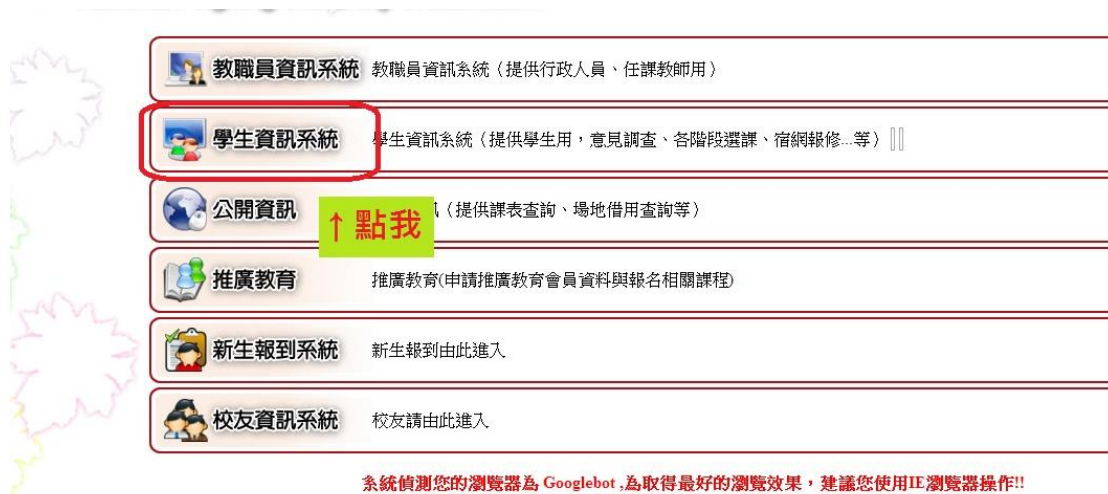 教職員資訊系統 教職員資訊系統（提供行政人員、任課教師用）
學生資訊系統 學生資訊系統（提供學生用，意見調查、各階段選課、宿網報修...等）
公開資訊 （提供課表查詢、場地借用查詢等）
↑點我
推廣教育 推廣教育(申請推廣教育會員資料與報名相關課程)
新生報到系統 新生報到由此進入
校友資訊系統 校友請由此進入
系統偵測您的瀏覽器為 Googlebot ,為取得最好的瀏覽效果，建議您使用IE瀏覽器操作!!